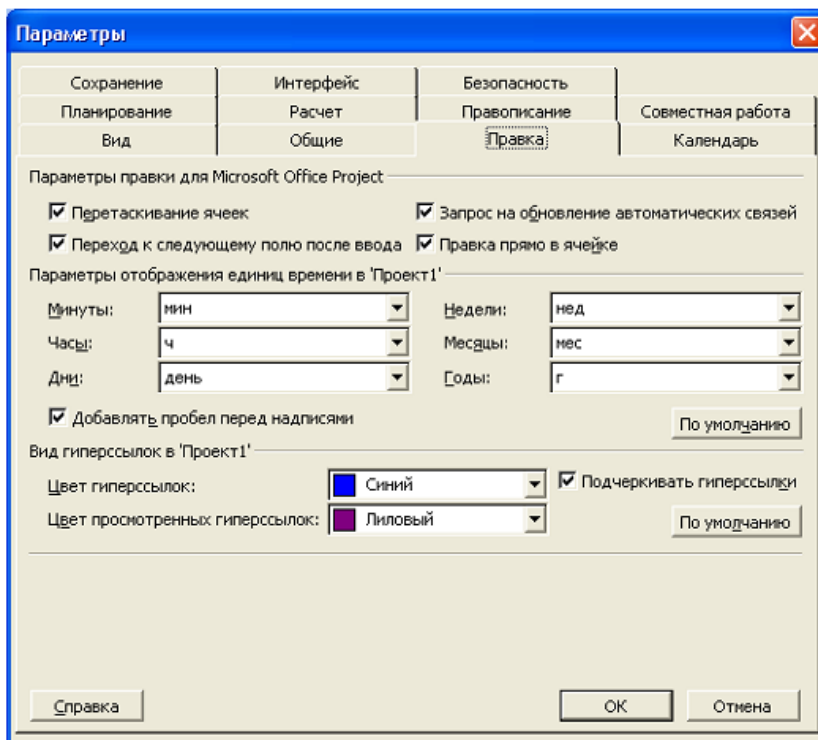 Параметры
Сохранение Интерфейс Безопасность
Планирование Расчет Правописание Совместная работа
Вид Общие Правка Календарь
Параметры правки для Microsoft Office Project
Перетаскивание ячеек Запрос на обновление автоматических связей
Переход к следующему полю после ввода Правка прямо в ячейке
Параметры отображения единиц времени в 'Проект1'
Минуты: мин Недели: нед
Часы: ч Месяцы: мес
Дни: день Годы: г
Добавлять пробел перед надписями По умолчанию
Вид гиперссылок в 'Проект1'
Цвет гиперссылок: Синий Подчеркивать гиперссылки
Цвет просмотренных гиперссылок: Лиловый По умолчанию
Справка ОК Отмена